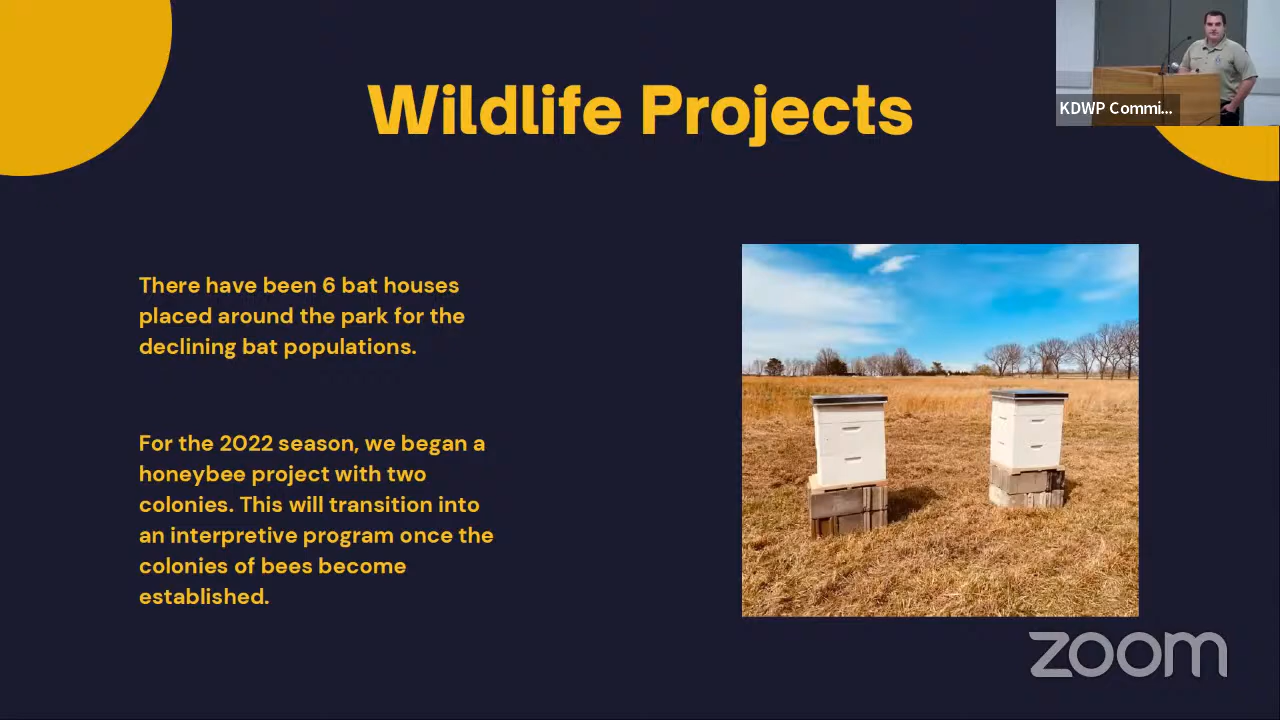 Wildlife Projects
KDWP Commi...
There have been 6 bat houses
placed around the park for the
declining bat populations.
For the 2022 season, we began a
honeybee project with two
colonies. This will transition into
an interpretive program once the
colonies of bees become
established.
zoom